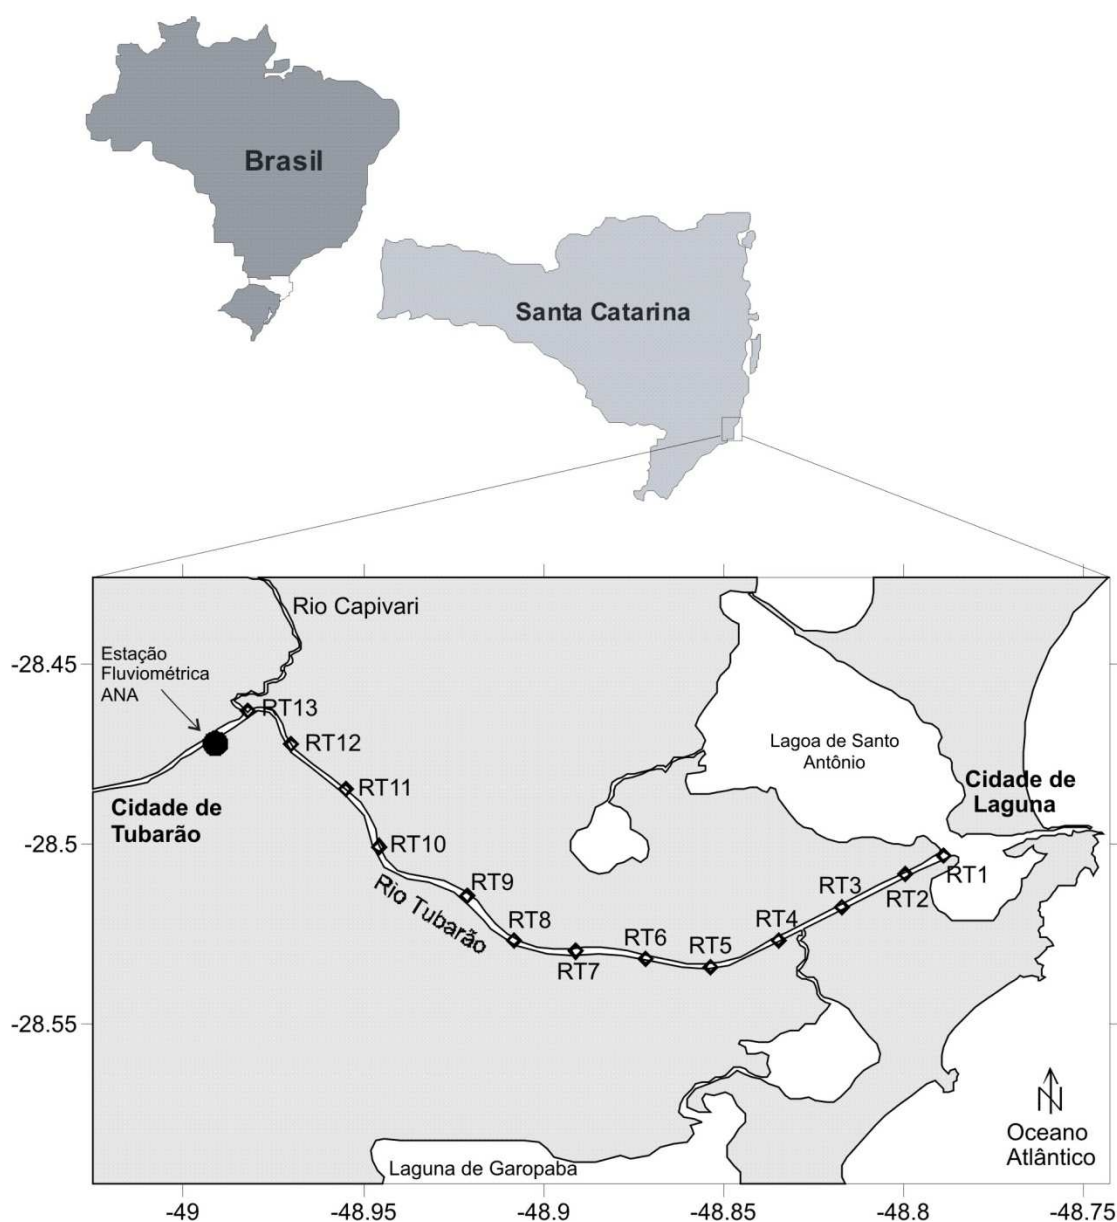 Brasil
Santa Catarina
Rio Capivari
-28.45
Estação
Fluviométrica
ANA
RT13
RT12
Lagoa de Santo
Antônio
RT11
Cidade de
Laguna
Cidade de
Tubarão
-28.5
RT10
RT1
RT9
RT2
RT3
Rio Tubarão
RT8
RT4
RT6
RT5
RT7
-28.55
N
Oceano
Atlântico
Laguna de Garopaba
-49
-48.95
-48.9
-48.85
-48.8
-48.75